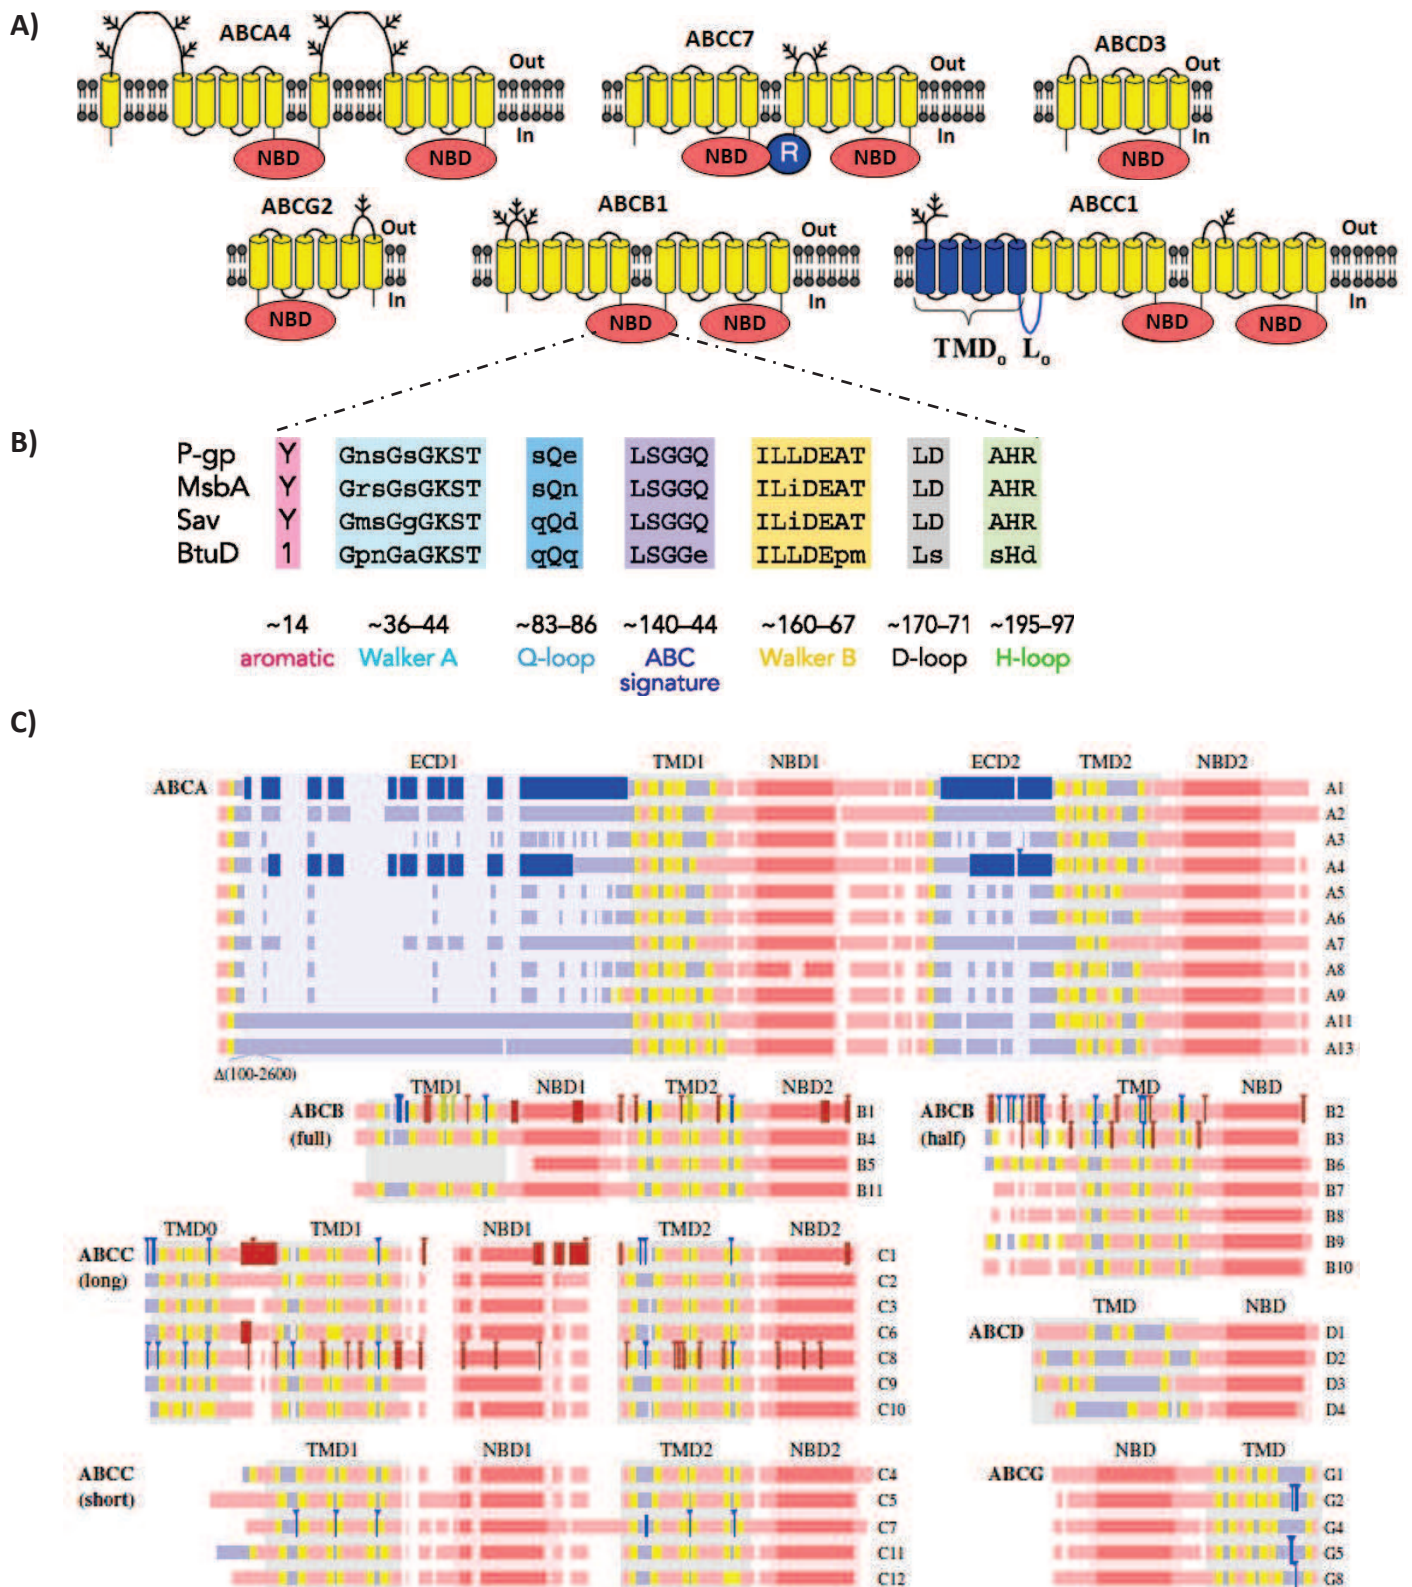 A)
ABCA4
ABCC7
ABCD3
Out
Out
Out
In
In
In
NBD
NBD
NBD
R
NBD
NBD
ABCG2
ABCB1
ABCC1
Out
Out
Out
In
In
In
NBD
NBD
NBD
NBD
NBD
TMDo Lo
B)
P-gp Y GnsGsGKST sQe LSGGQ ILLDEAT LD AHR
MsbA Y GrsGsGKST sQn LSGGQ ILiDEAT LD AHR
Sav Y GmsGgGKST qQd LSGGQ ILiDEAT LD AHR
BtuD 1 GpnGaGKST qQq LSGGe ILLDEpm Ls sHd
~14 ~36–44 ~83–86 ~140–44 ~160–67 ~170–71 ~195–97
aromatic Walker A Q-loop ABC signature Walker B D-loop H-loop
C)
ECD1 TMD1 NBD1 ECD2 TMD2 NBD2
ABCA A1
A2
A3
A4
A5
A6
A7
A8
A9
A11
A13
Δ(100-2600)
TMD1 NBD1 TMD2 NBD2
ABCB B1
(full) B4
B5
B11
TMD NBD
ABCB B2
(half) B3
B6
B7
B8
B9
B10
TMD0 TMD1 NBD1 TMD2 NBD2
ABCC C1
(long) C2
C3
C6
C8
C9
C10
TMD NBD
ABCD D1
D2
D3
D4
TMD1 NBD1 TMD2 NBD2
ABCC C4
(short) C5
C7
C11
C12
NBD TMD
ABCG G1
G2
G4
G5
G8